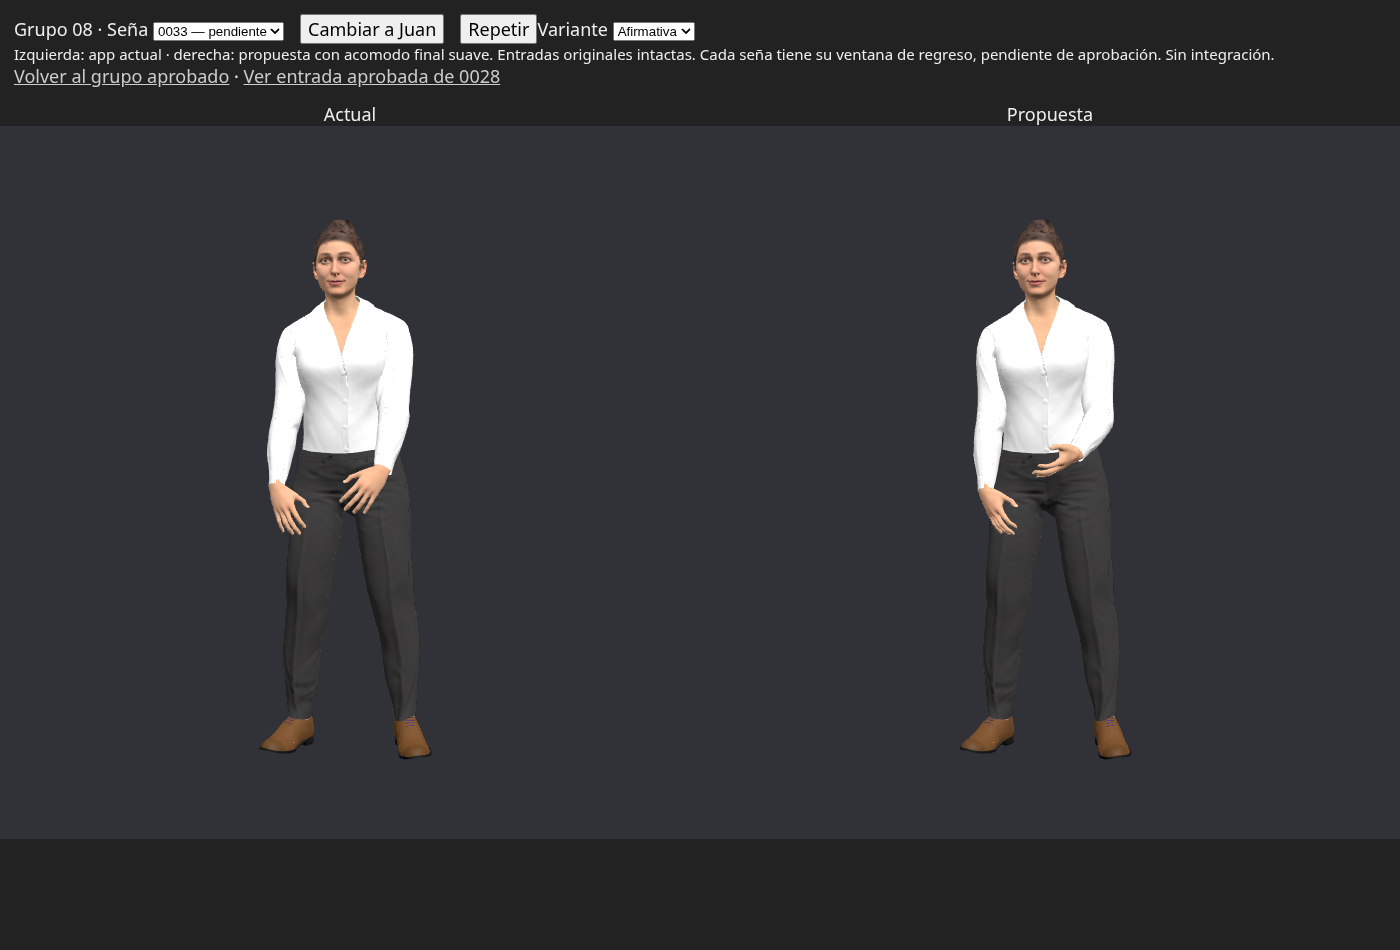 Grupo 08 · Seña 0033 — pendiente Cambiar a Juan Repetir Variante Afirmativa
Izquierda: app actual · derecha: propuesta con acomodo final suave. Entradas originales intactas. Cada seña tiene su ventana de regreso, pendiente de aprobación. Sin integración.
Volver al grupo aprobado · Ver entrada aprobada de 0028
Actual
Propuesta